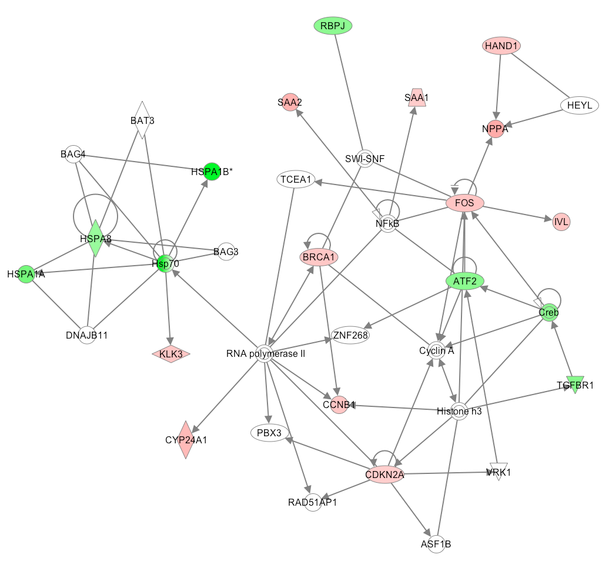 RBPJ
HAND1
SAA2
SAA1
HEYL
BAT3
NPPA
BAG4
SWI-SNF
HSPA1B*
TCEA1
FOS
NFkB
IVL
HSPA8
BAG3
BRCA1
Hsp70
HSPA1A
ATF2
Creb
DNAJB11
ZNF268
KLK3
RNA polymerase II
Cyclin A
TGFBR1
CCNB1
Histone h3
CYP24A1
PBX3
CDKN2A
VRK1
RAD51AP1
ASF1B